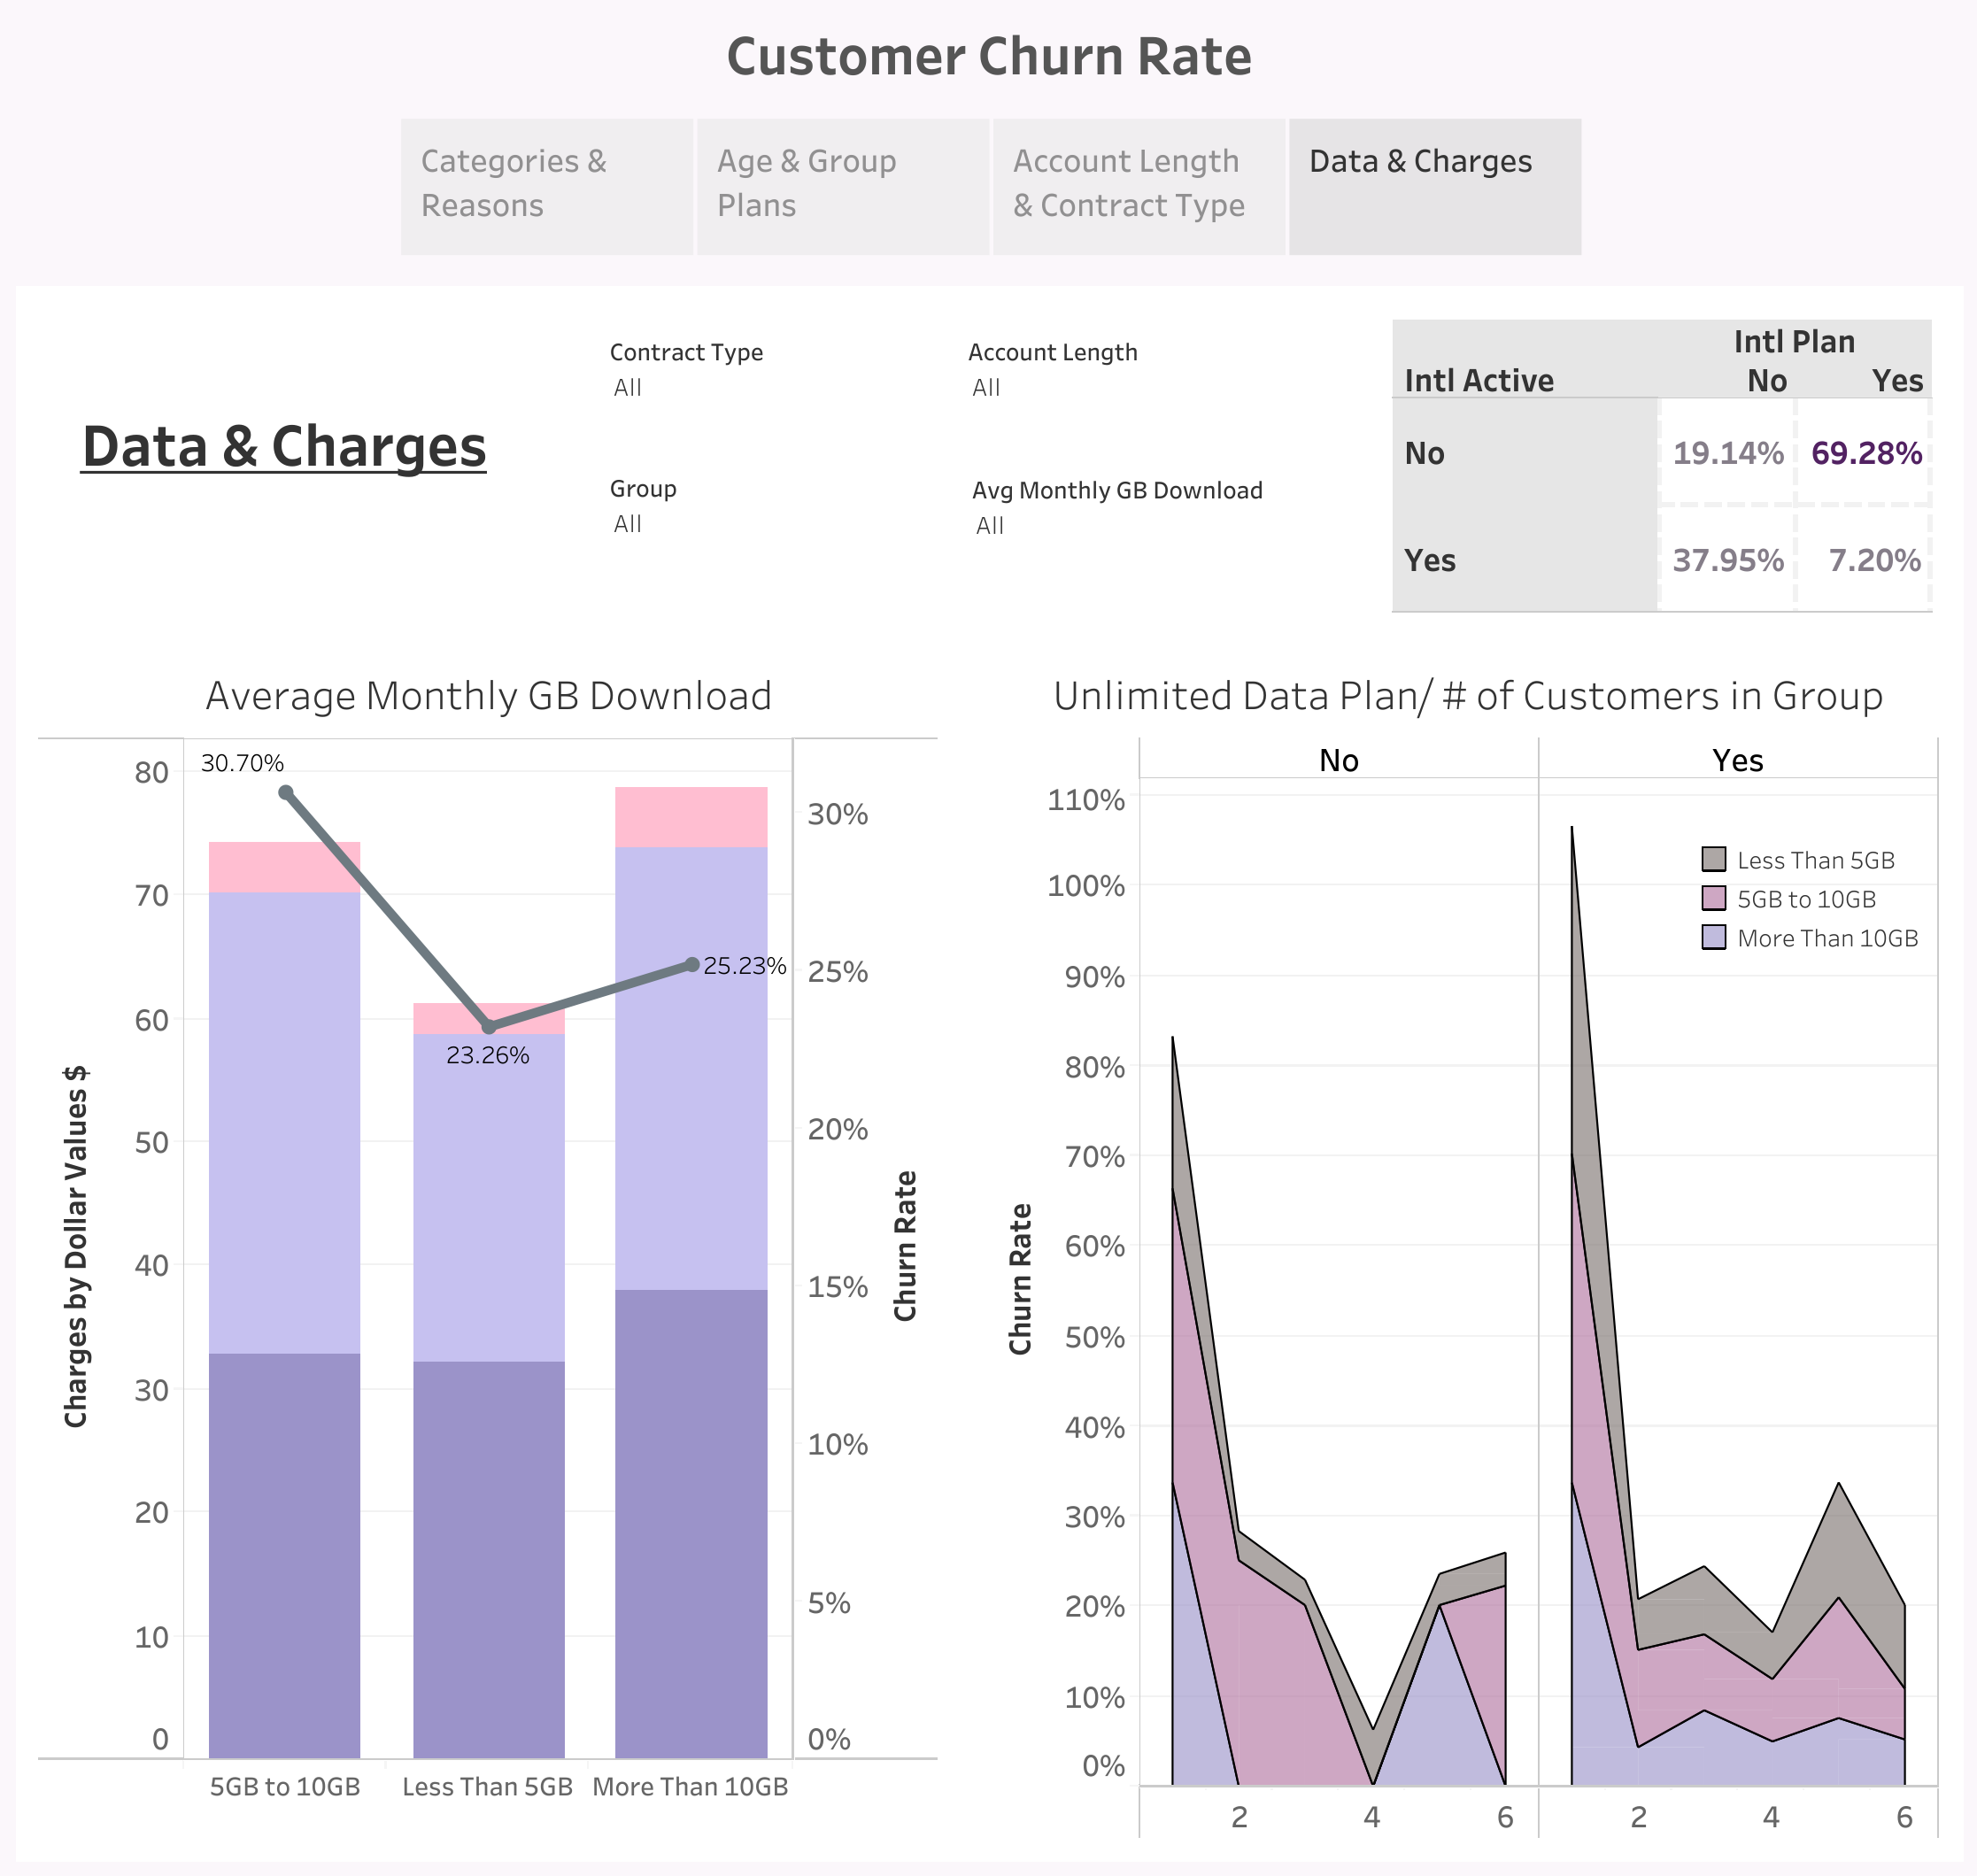 Customer Churn Rate
Categories &
Reasons
Age & Group
Plans
Account Length
& Contract Type
Data & Charges
Data & Charges
Contract Type
All
Account Length
All
Group
All
Avg Monthly GB Download
All
Intl Plan
Intl Active No Yes
No 19.14% 69.28%
Yes 37.95% 7.20%
Average Monthly GB Download
Charges by Dollar Values $
80
70
60
50
40
30
20
10
0
30.70%
23.26%
25.23%
30%
25%
20%
15%
10%
5%
0%
Churn Rate
5GB to 10GB Less Than 5GB More Than 10GB
Unlimited Data Plan/ # of Customers in Group
No Yes
Churn Rate
110%
100%
90%
80%
70%
60%
50%
40%
30%
20%
10%
0%
Less Than 5GB
5GB to 10GB
More Than 10GB
2 4 6 2 4 6